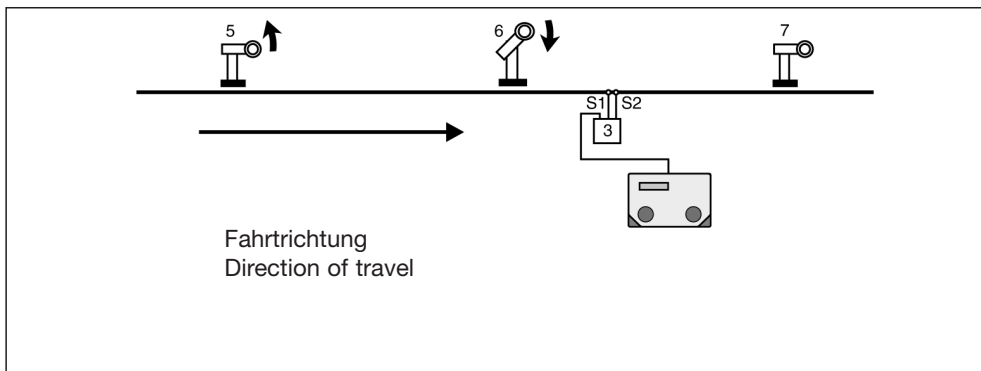 5 6 7
S1 S2
3
Fahrtrichtung
Direction of travel